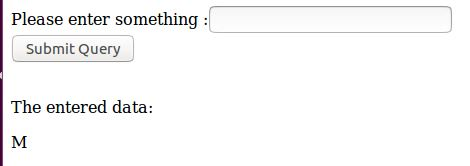 Please enter something :
Submit Query
The entered data:
M